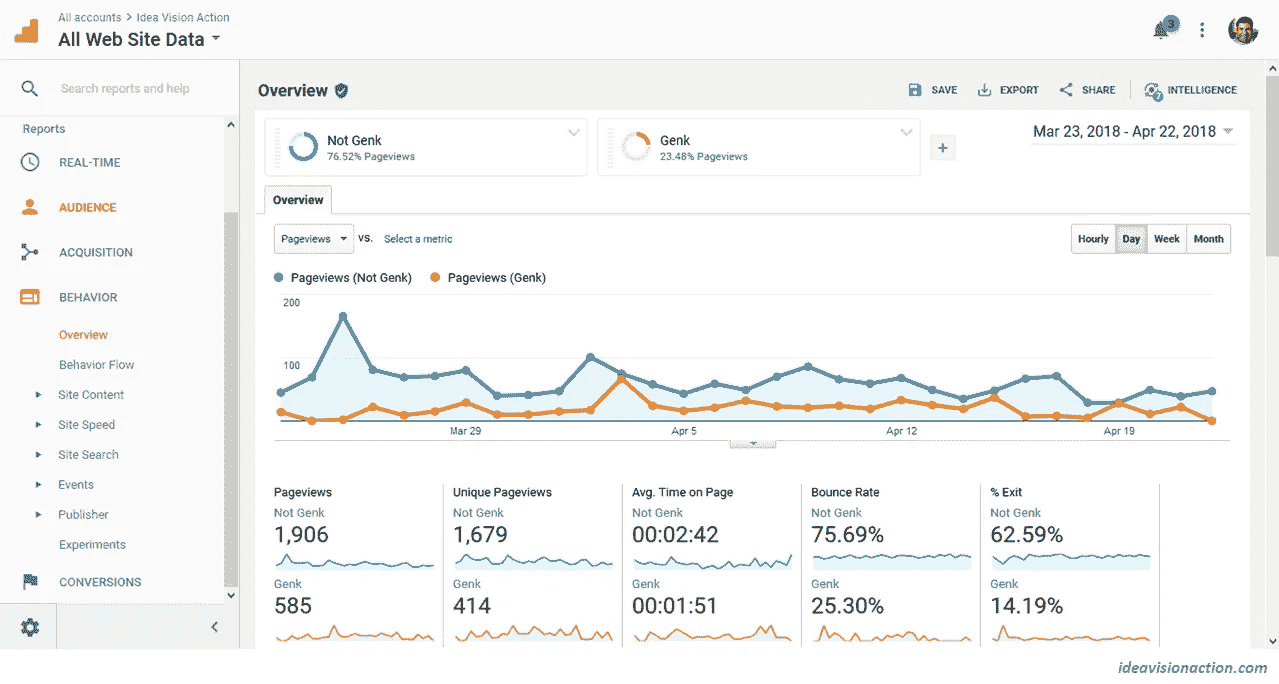 All accounts > Idea Vision Action
All Web Site Data
3
Search reports and help
Reports
REAL-TIME
AUDIENCE
ACQUISITION
BEHAVIOR
Overview
Behavior Flow
Site Content
Site Speed
Site Search
Events
Publisher
Experiments
CONVERSIONS
Overview
SAVE
EXPORT
SHARE
7
INTELLIGENCE
Not Genk
76.52% Pageviews
Genk
23.48% Pageviews
+
Mar 23, 2018 - Apr 22, 2018
Overview
Pageviews VS. Select a metric
Hourly Day Week Month
Pageviews (Not Genk) Pageviews (Genk)
200
100
Mar 29 Apr 5 Apr 12 Apr 19
Pageviews
Not Genk
1,906
Genk
585
Unique Pageviews
Not Genk
1,679
Genk
414
Avg. Time on Page
Not Genk
00:02:42
Genk
00:01:51
Bounce Rate
Not Genk
75.69%
Genk
25.30%
% Exit
Not Genk
62.59%
Genk
14.19%
ideavisionaction.com